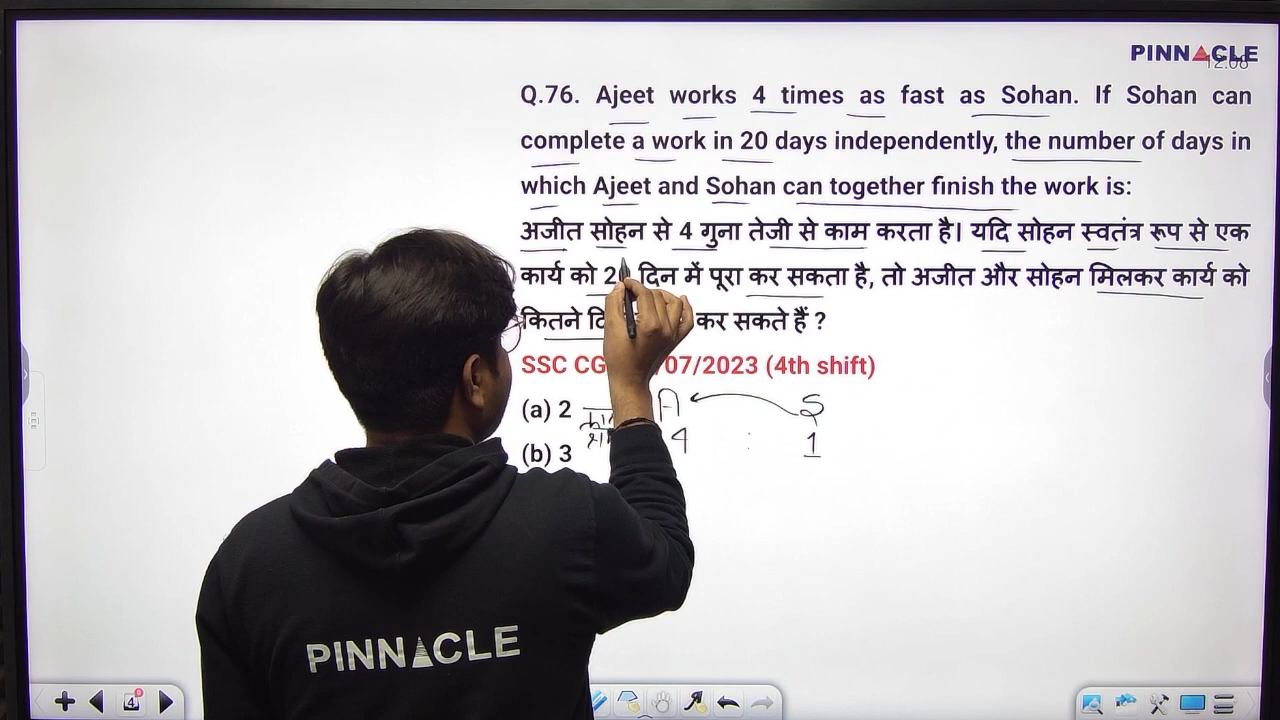 PINNACLE
12:08
Q.76. Ajeet works 4 times as fast as Sohan. If Sohan can
complete a work in 20 days independently, the number of days in
which Ajeet and Sohan can together finish the work is:
अजीत सोहन से 4 गुना तेजी से काम करता है। यदि सोहन स्वतंत्र रूप से एक
कार्य को दिन में पूरा कर सकता है, तो अजीत और सोहन मिलकर कार्य को
कितने कर सकते हैं ?
SSC CG /07/2023 (4th shift)
(a) 2 A S
(b) 3 4 : 1
PINNACLE